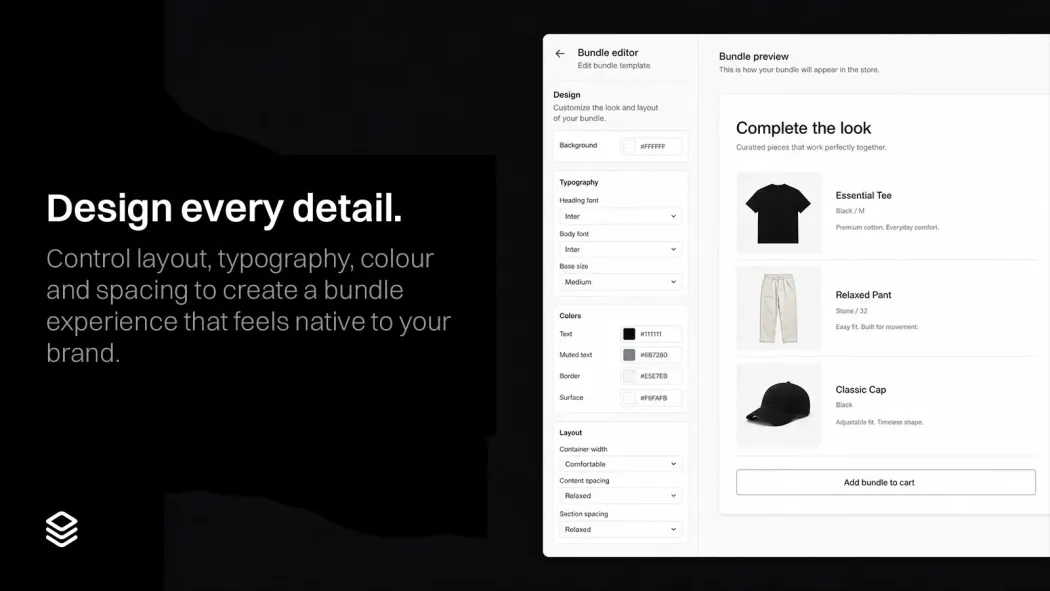 Design every detail.
Control layout, typography, colour
and spacing to create a bundle
experience that feels native to your
brand.
Bundle editor
Edit bundle template
Design
Customize the look and layout
of your bundle.
Background
#FFFFFF
Typography
Heading font
Inter
Body font
Inter
Base size
Medium
Colors
Text
#111111
Muted text
#6B7280
Border
#E5E7EB
Surface
#F9FAFB
Layout
Container width
Comfortable
Content spacing
Relaxed
Section spacing
Relaxed
Bundle preview
This is how your bundle will appear in the store.
Complete the look
Curated pieces that work perfectly together.
Essential Tee
Black / M
Premium cotton. Everyday comfort.
Relaxed Pant
Stone / 32
Easy fit. Built for movement.
Classic Cap
Black
Adjustable fit. Timeless shape.
Add bundle to cart